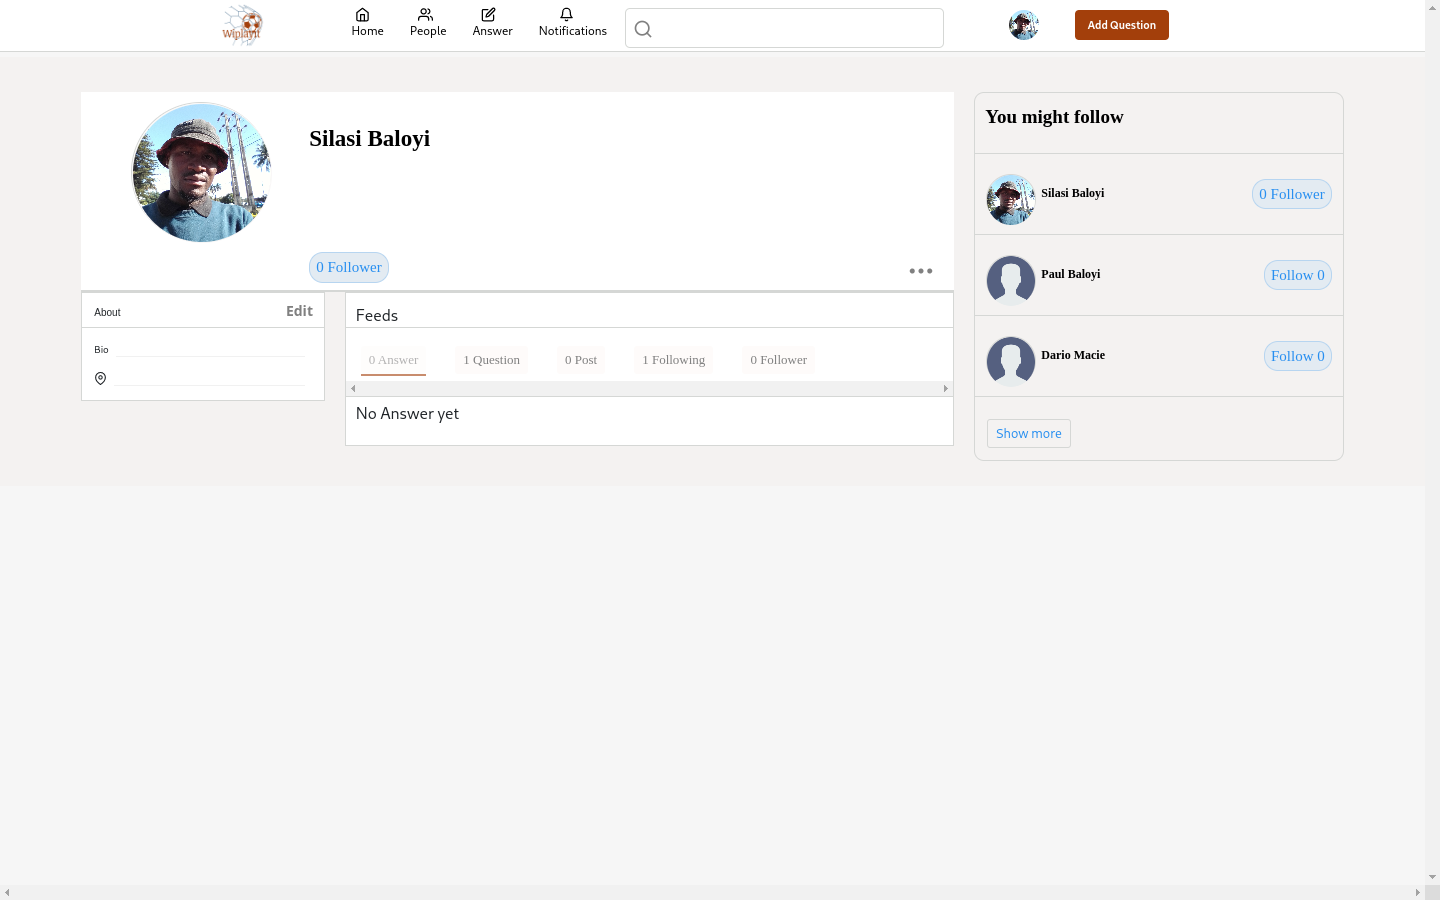 Wiplayit
Home
People
Answer
Notifications
Add Question
Silasi Baloyi
0 Follower
About
Edit
Bio
Feeds
0 Answer
1 Question
0 Post
1 Following
0 Follower
No Answer yet
You might follow
Silasi Baloyi
0 Follower
Paul Baloyi
Follow 0
Dario Macie
Follow 0
Show more